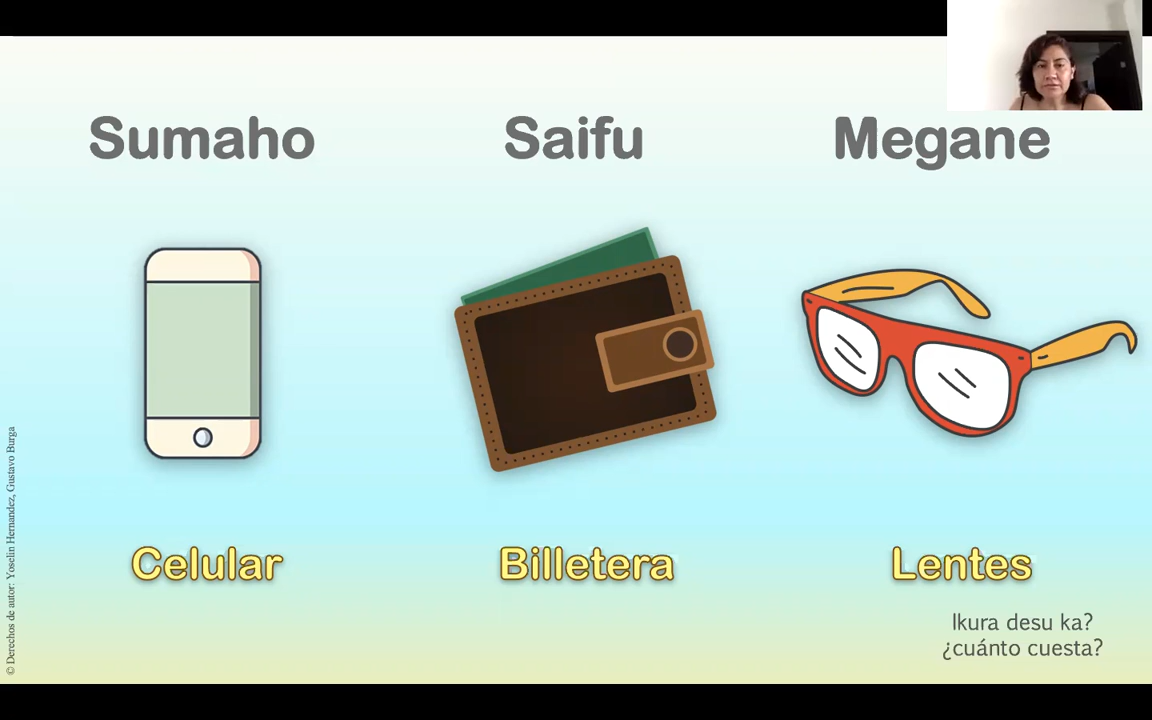 Sumaho
Saifu
Megane
Celular
Billetera
Lentes
Ikura desu ka?
¿cuánto cuesta?
© Derechos de autor: Yoselin Hernandez, Gustavo Burga